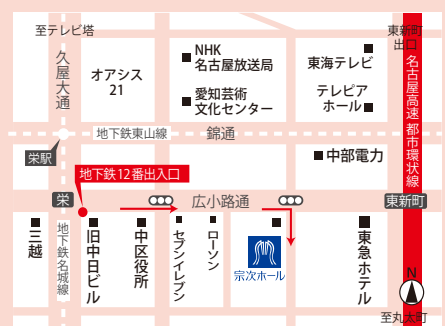 至テレビ塔
東新町
出口
久屋大通
オアシス
21
NHK
名古屋放送局
愛知芸術
文化センター
東海テレビ
テレピア
ホール
名古屋高速 都市環状線
地下鉄東山線
錦通
栄駅
中部電力
地下鉄12番出入口
栄
広小路通
東新町
三越
地下鉄名城線
旧中日ビル
中区役所
セブンイレブン
ローソン
宗次ホール
東急ホテル
N
至丸太町